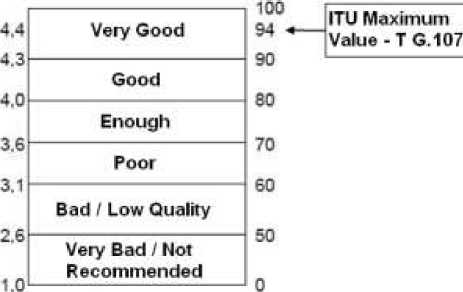 100
4,4 Very Good 94
ITU Maximum
Value - T G.107
4,3 90
Good
4,0 80
Enough
3,6 70
Poor
3,1 60
Bad / Low Quality
2,6 50
Very Bad / Not
Recommended
1,0 0